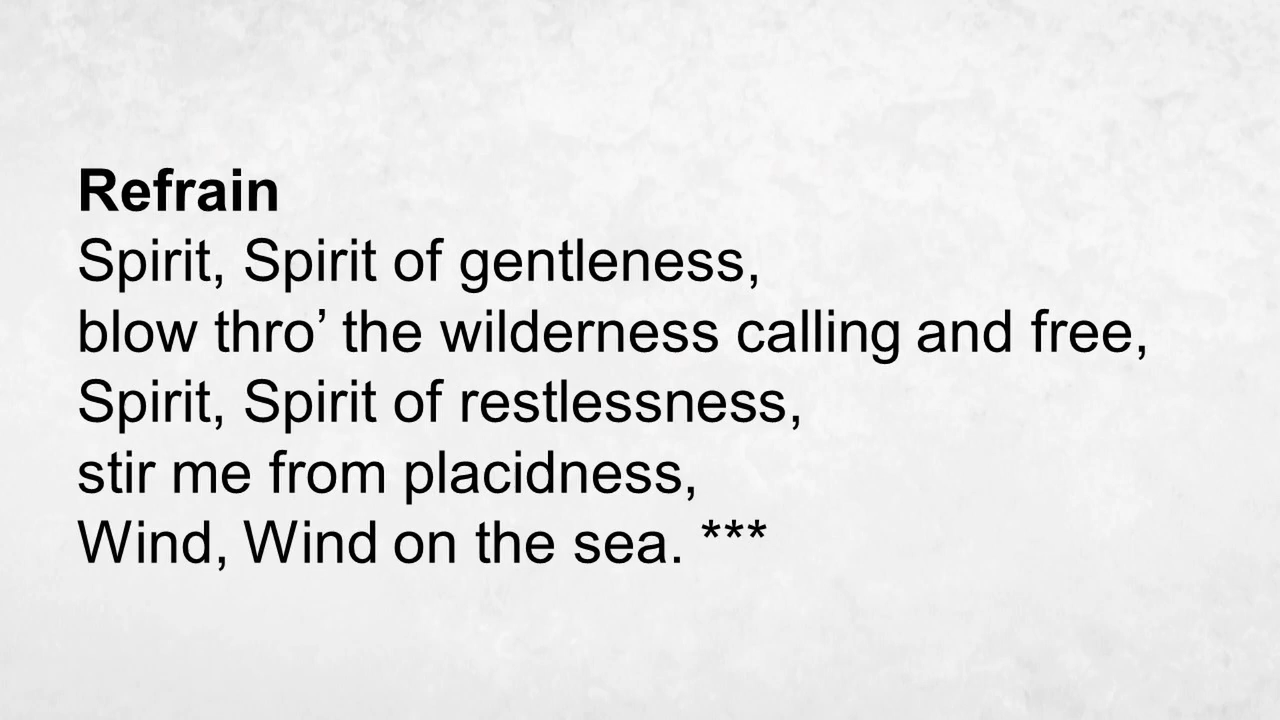 Refrain
Spirit, Spirit of gentleness,
blow thro’ the wilderness calling and free,
Spirit, Spirit of restlessness,
stir me from placidness,
Wind, Wind on the sea. ***